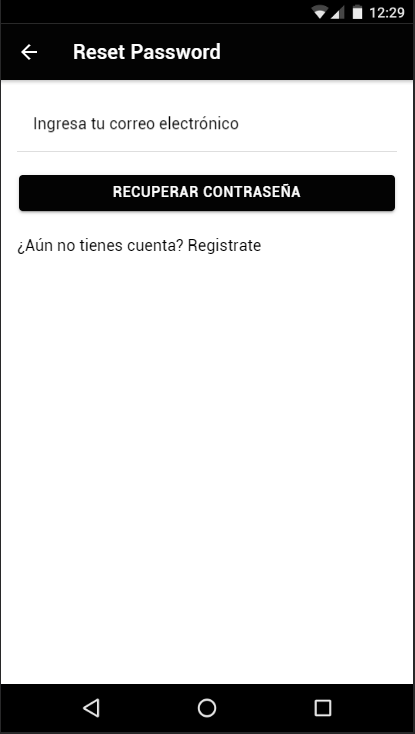 12:29
Reset Password
Ingresa tu correo electrónico
RECUPERAR CONTRASEÑA
¿Aún no tienes cuenta? Registrate